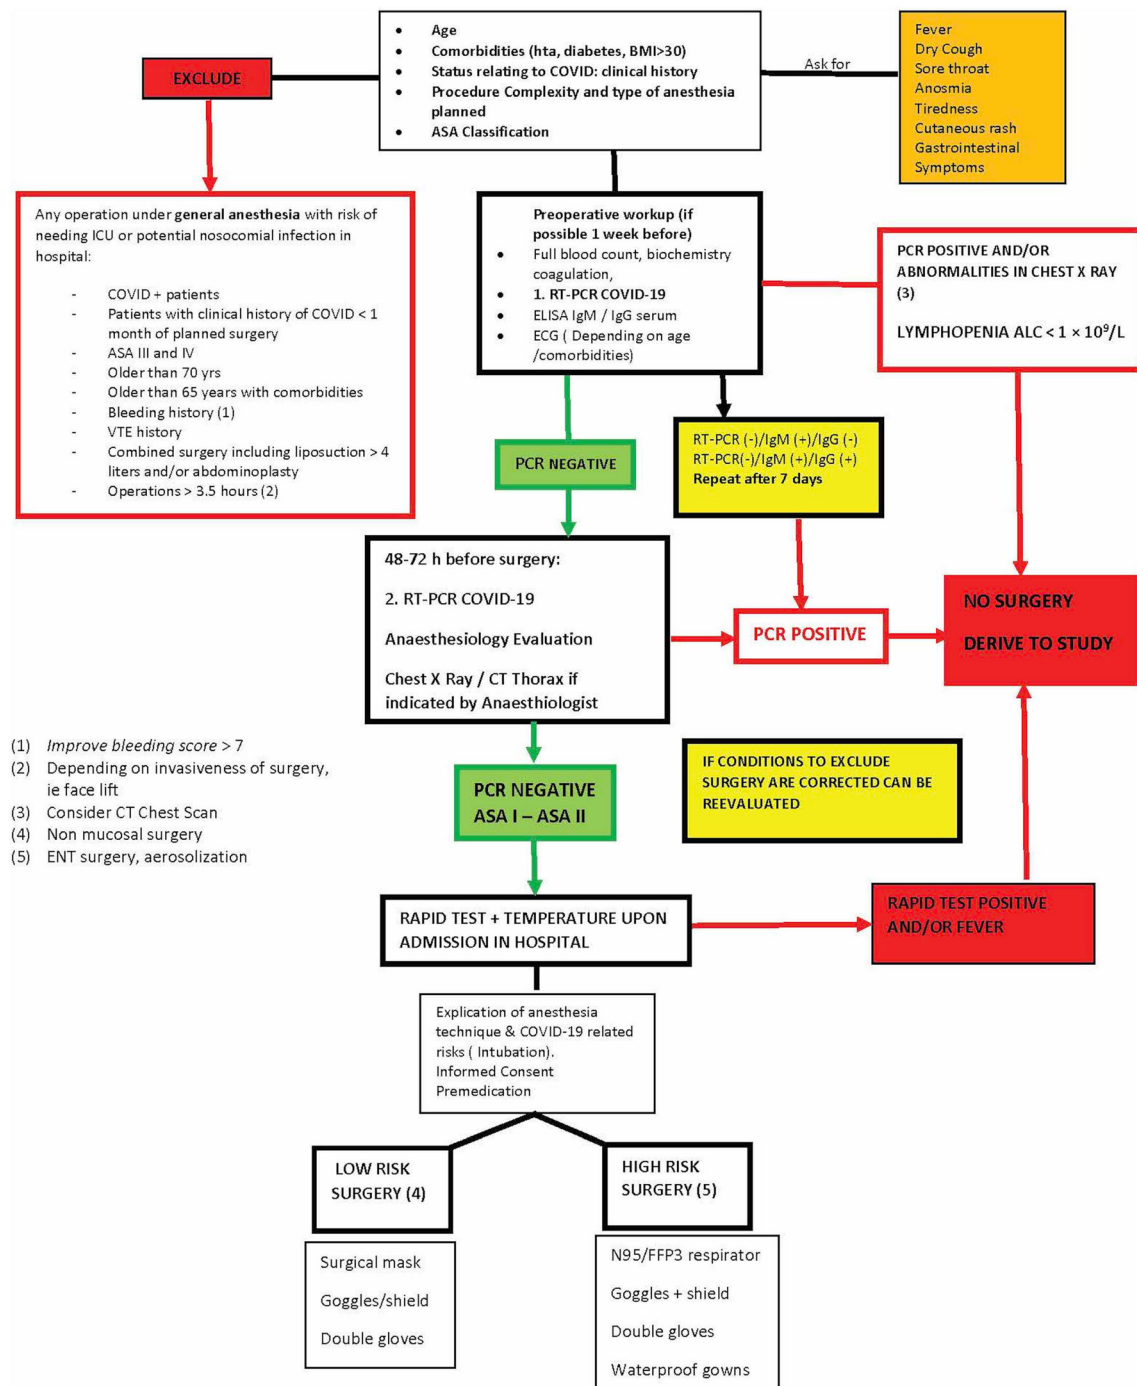 Age
Comorbidities (hta, diabetes, BMI>30)
Status relating to COVID: clinical history
Procedure Complexity and type of anesthesia
planned
ASA Classification
EXCLUDE
Ask for
Fever
Dry Cough
Sore throat
Anosmia
Tiredness
Cutaneous rash
Gastrointestinal
Symptoms
Any operation under general anesthesia with risk of
needing ICU or potential nosocomial infection in
hospital:
- COVID + patients
- Patients with clinical history of COVID < 1
month of planned surgery
- ASA III and IV
- Older than 70 yrs
- Older than 65 years with comorbidities
- Bleeding history (1)
- VTE history
- Combined surgery including liposuction > 4
liters and/or abdominoplasty
- Operations > 3.5 hours (2)
Preoperative workup (if
possible 1 week before)
Full blood count, biochemistry
coagulation,
1. RT-PCR COVID-19
ELISA IgM / IgG serum
ECG ( Depending on age
/comorbidities)
PCR POSITIVE AND/OR
ABNORMALITIES IN CHEST X RAY
(3)
LYMPHOPENIA ALC < 1 × 10⁹/L
PCR NEGATIVE
RT-PCR (-)/IgM (+)/IgG (-)
RT-PCR(-)/IgM (+)/IgG (+)
Repeat after 7 days
48-72 h before surgery:
2. RT-PCR COVID-19
Anaesthesiology Evaluation
Chest X Ray / CT Thorax if
indicated by Anaesthiologist
PCR POSITIVE
NO SURGERY
DERIVE TO STUDY
(1) Improve bleeding score > 7
(2) Depending on invasiveness of surgery,
ie face lift
(3) Consider CT Chest Scan
(4) Non mucosal surgery
(5) ENT surgery, aerosolization
PCR NEGATIVE
ASA I – ASA II
IF CONDITIONS TO EXCLUDE
SURGERY ARE CORRECTED CAN BE
REEVALUATED
RAPID TEST + TEMPERATURE UPON
ADMISSION IN HOSPITAL
RAPID TEST POSITIVE
AND/OR FEVER
Explication of anesthesia
technique & COVID-19 related
risks ( Intubation).
Informed Consent
Premedication
LOW RISK
SURGERY (4)
HIGH RISK
SURGERY (5)
Surgical mask
Goggles/shield
Double gloves
N95/FFP3 respirator
Goggles + shield
Double gloves
Waterproof gowns